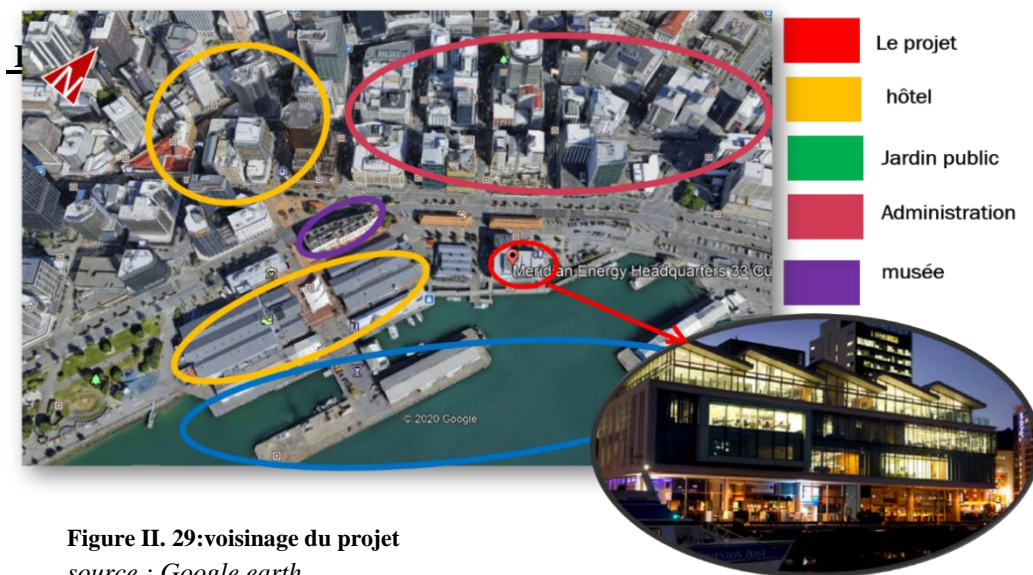 N
Le projet
hôtel
Jardin public
Administration
musée
Meridian Energy Headquarters 33 Cu
© 2020 Google
Figure II. 29:voisinage du projet
source : Google earth